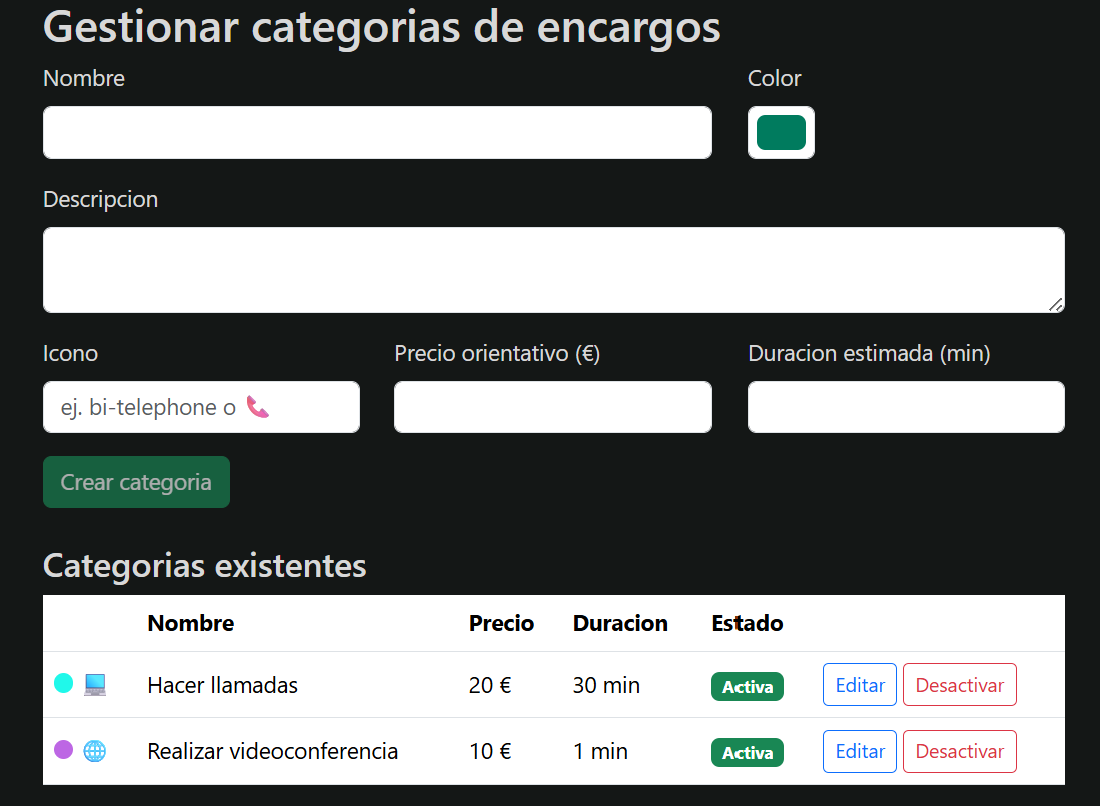 Gestionar categorias de encargos
Nombre Color
Descripcion
Icono Precio orientativo (€) Duracion estimada (min)
ej. bi-telephone o 📞
Crear categoria
Categorias existentes
Nombre Precio Duracion Estado
Hacer llamadas 20 € 30 min Activa Editar Desactivar
Realizar videoconferencia 10 € 1 min Activa Editar Desactivar